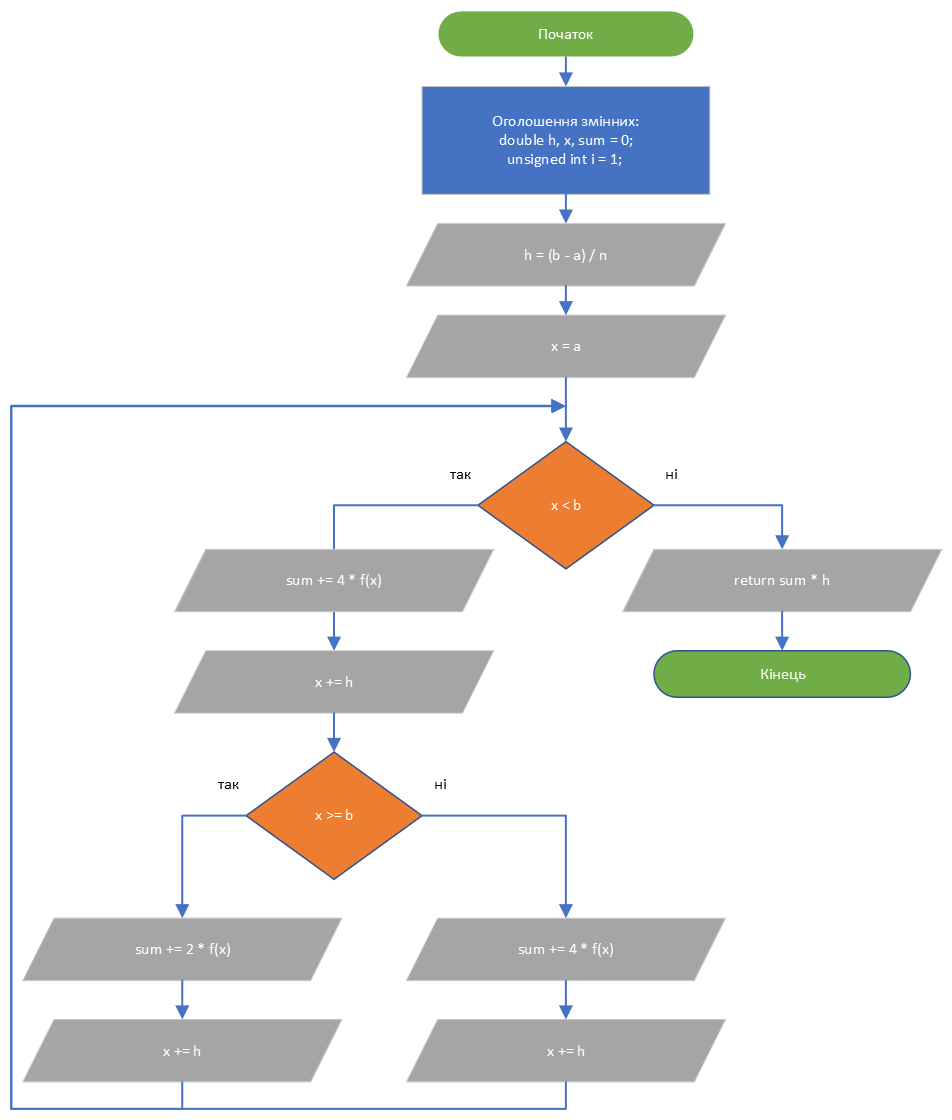 Початок
Оголошення змінних:
double h, x, sum = 0;
unsigned int i = 1;
h = (b - a) / n
x = a
x < b
так
ні
sum += 4 * f(x)
return sum * h
x += h
Кінець
x >= b
так
ні
sum += 2 * f(x)
sum += 4 * f(x)
x += h
x += h